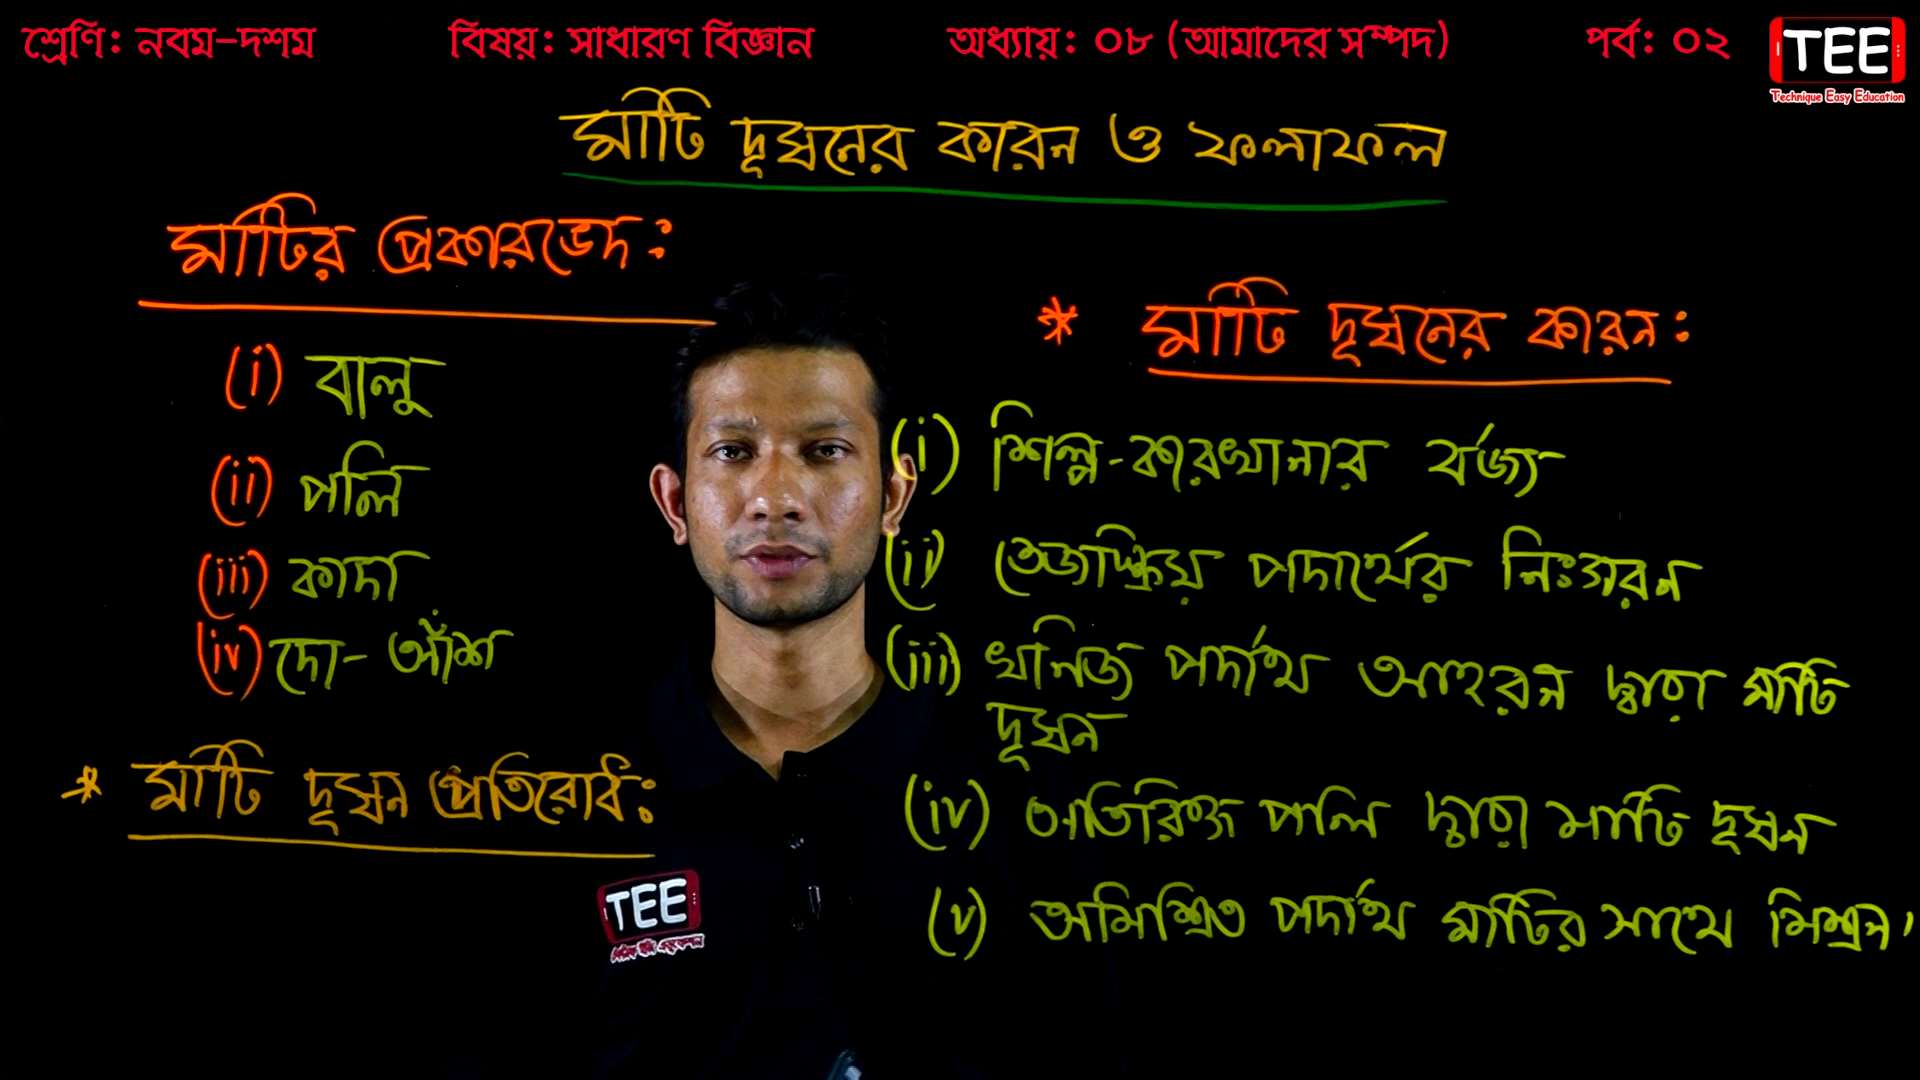 শ্রেণি: নবম-দশম
বিষয়: সাধারণ বিজ্ঞান
অধ্যায়: ০৮ (আমাদের সম্পদ)
পর্ব: ০২
TEE
Technique Easy Education
মাটি দূষনের কারন ও ফলাফল
মাটির প্রকারভেদ:
(i) বালু
(ii) পলি
(iii) কাদা
(iv) দো-আঁশ
* মাটি দূষন প্রতিরোধ:
* মাটি দূষনের কারন:
(i) শিল্প-কারখানার বর্জ্য
(ii) তেজস্ক্রিয় পদার্থের নিঃসরন
(iii) খনিজ পর্দাথ আহরন দ্বারা মাটি
দূষন
(iv) অতিরিক্ত পলি দ্বারা মাটি দূষন
(v) অমিশ্রিত পর্দাথ মাটির সাথে মিশ্রন।
TEE